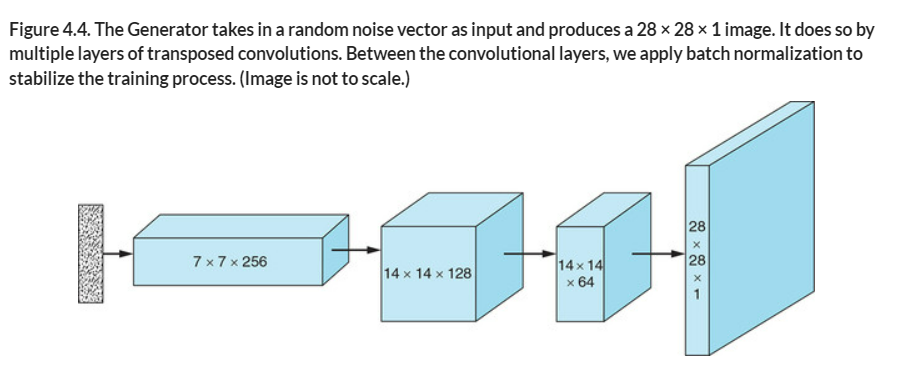 Figure 4.4. The Generator takes in a random noise vector as input and produces a 28 × 28 × 1 image. It does so by
multiple layers of transposed convolutions. Between the convolutional layers, we apply batch normalization to
stabilize the training process. (Image is not to scale.)
7 × 7 × 256
14 × 14 × 128
14 × 14
× 64
28
×
28
×
1